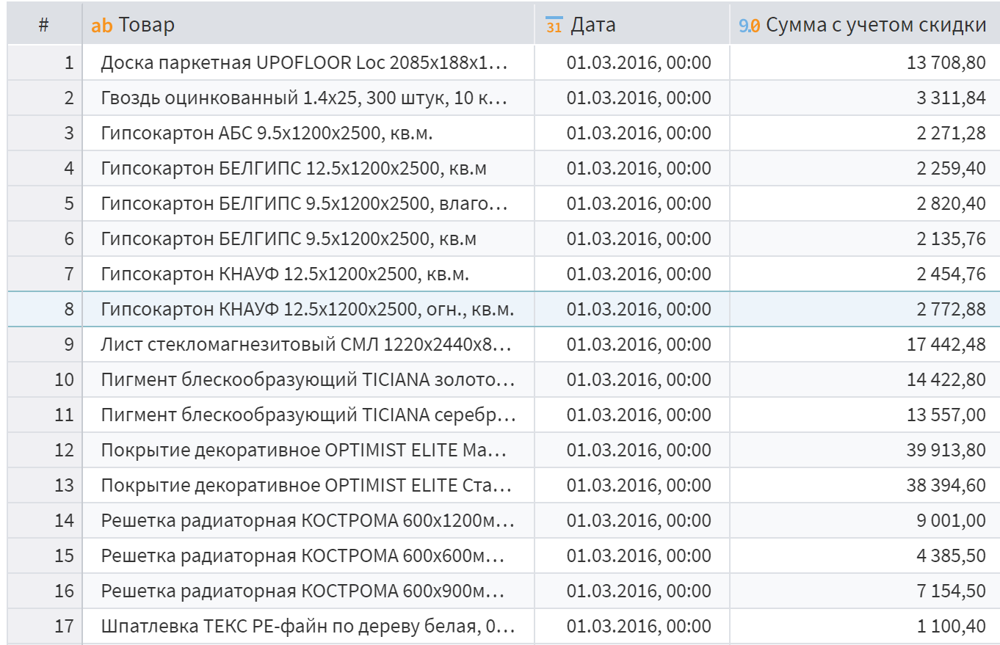 # ab Товар 31 Дата 9.0 Сумма с учетом скидки
1 Доска паркетная UPOFLOOR Loc 2085х188х1... 01.03.2016, 00:00 13 708,80
2 Гвоздь оцинкованный 1.4х25, 300 штук, 10 к... 01.03.2016, 00:00 3 311,84
3 Гипсокартон АБС 9.5х1200х2500, кв.м. 01.03.2016, 00:00 2 271,28
4 Гипсокартон БЕЛГИПС 12.5х1200х2500, кв.м 01.03.2016, 00:00 2 259,40
5 Гипсокартон БЕЛГИПС 9.5х1200х2500, влаго... 01.03.2016, 00:00 2 820,40
6 Гипсокартон БЕЛГИПС 9.5х1200х2500, кв.м 01.03.2016, 00:00 2 135,76
7 Гипсокартон КНАУФ 12.5х1200х2500, кв.м. 01.03.2016, 00:00 2 454,76
8 Гипсокартон КНАУФ 12.5х1200х2500, огн., кв.м. 01.03.2016, 00:00 2 772,88
9 Лист стекломагнезитовый СМЛ 1220х2440х8... 01.03.2016, 00:00 17 442,48
10 Пигмент блескообразующий TICIANA золото... 01.03.2016, 00:00 14 422,80
11 Пигмент блескообразующий TICIANA серебр... 01.03.2016, 00:00 13 557,00
12 Покрытие декоративное OPTIMIST ELITE Ма... 01.03.2016, 00:00 39 913,80
13 Покрытие декоративное OPTIMIST ELITE Ста... 01.03.2016, 00:00 38 394,60
14 Решетка радиаторная КОСТРОМА 600х1200м... 01.03.2016, 00:00 9 001,00
15 Решетка радиаторная КОСТРОМА 600х600м... 01.03.2016, 00:00 4 385,50
16 Решетка радиаторная КОСТРОМА 600х900м... 01.03.2016, 00:00 7 154,50
17 Шпатлевка ТЕКС РЕ-файн по дереву белая, 0... 01.03.2016, 00:00 1 100,40